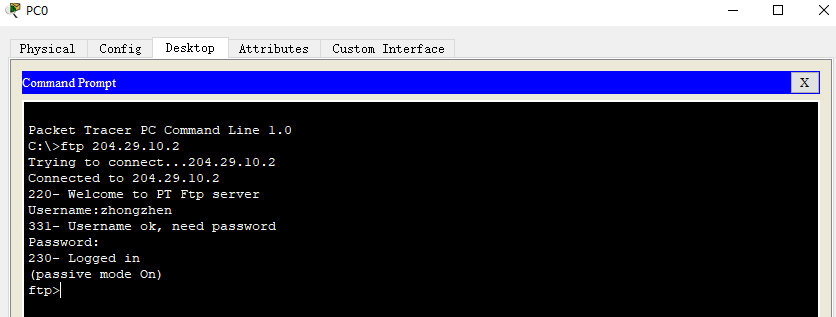 PC0
Physical Config Desktop Attributes Custom Interface
Command Prompt X
Packet Tracer PC Command Line 1.0
C:\>ftp 204.29.10.2
Trying to connect...204.29.10.2
Connected to 204.29.10.2
220- Welcome to PT Ftp server
Username:zhongzhen
331- Username ok, need password
Password:
230- Logged in
(passive mode On)
ftp>